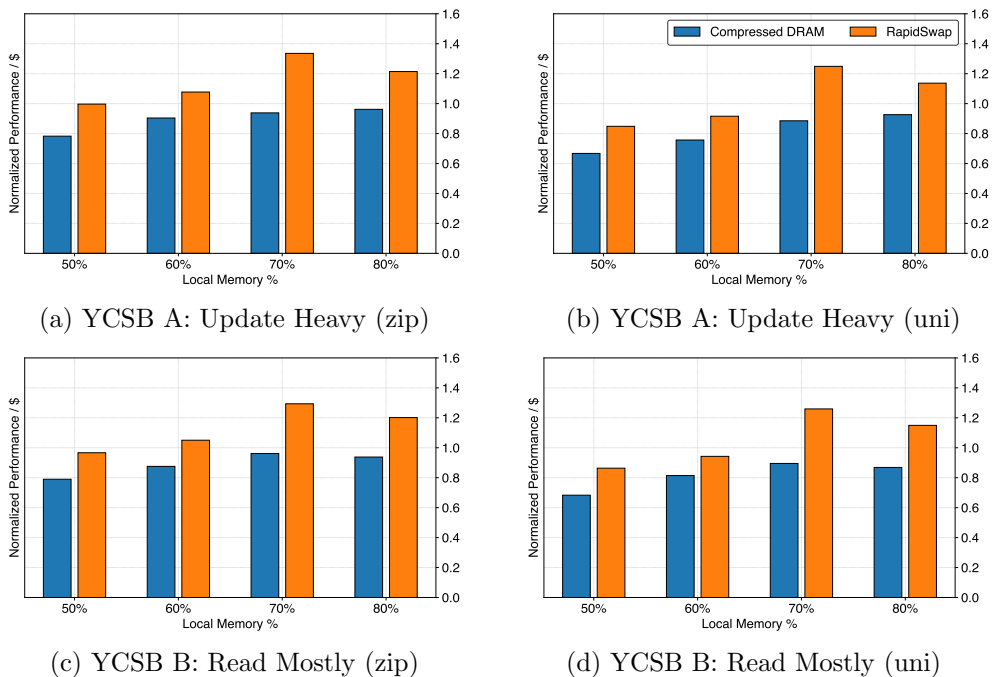 1.6
1.4
1.2
1.0
0.8
0.6
0.4
0.2
0.0
Normalized Performance / $
50% 60% 70% 80%
Local Memory %
(a) YCSB A: Update Heavy (zip)
Compressed DRAM RapidSwap
1.6
1.4
1.2
1.0
0.8
0.6
0.4
0.2
0.0
Normalized Performance / $
50% 60% 70% 80%
Local Memory %
(b) YCSB A: Update Heavy (uni)
1.6
1.4
1.2
1.0
0.8
0.6
0.4
0.2
0.0
Normalized Performance / $
50% 60% 70% 80%
Local Memory %
(c) YCSB B: Read Mostly (zip)
1.6
1.4
1.2
1.0
0.8
0.6
0.4
0.2
0.0
Normalized Performance / $
50% 60% 70% 80%
Local Memory %
(d) YCSB B: Read Mostly (uni)